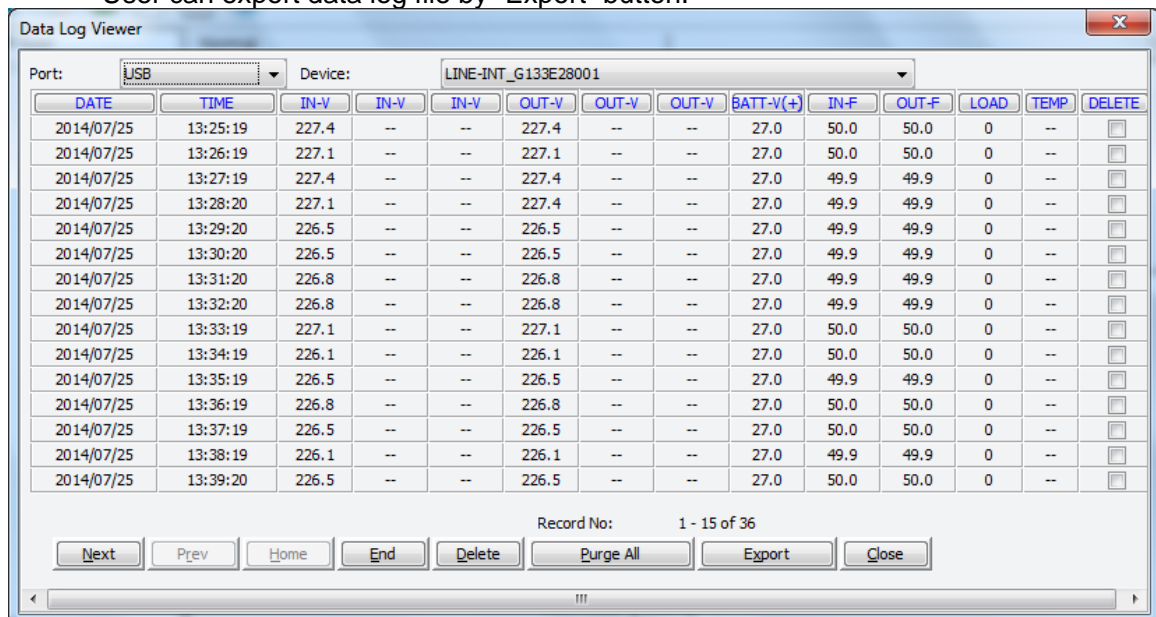 User can export data log file by "Export" button.
Data Log Viewer
Port: USB Device: LINE-INT_G133E28001
DATE TIME IN-V IN-V IN-V OUT-V OUT-V OUT-V BATT-V(+) IN-F OUT-F LOAD TEMP DELETE
2014/07/25 13:25:19 227.4 -- -- 227.4 -- -- 27.0 50.0 50.0 0 --
2014/07/25 13:26:19 227.1 -- -- 227.1 -- -- 27.0 50.0 50.0 0 --
2014/07/25 13:27:19 227.4 -- -- 227.4 -- -- 27.0 49.9 49.9 0 --
2014/07/25 13:28:20 227.1 -- -- 227.4 -- -- 27.0 49.9 49.9 0 --
2014/07/25 13:29:20 226.5 -- -- 226.5 -- -- 27.0 49.9 49.9 0 --
2014/07/25 13:30:20 226.5 -- -- 226.5 -- -- 27.0 49.9 49.9 0 --
2014/07/25 13:31:20 226.8 -- -- 226.8 -- -- 27.0 49.9 49.9 0 --
2014/07/25 13:32:20 226.8 -- -- 226.8 -- -- 27.0 49.9 49.9 0 --
2014/07/25 13:33:19 227.1 -- -- 227.1 -- -- 27.0 50.0 50.0 0 --
2014/07/25 13:34:19 226.1 -- -- 226.1 -- -- 27.0 50.0 50.0 0 --
2014/07/25 13:35:19 226.5 -- -- 226.5 -- -- 27.0 49.9 49.9 0 --
2014/07/25 13:36:19 226.8 -- -- 226.8 -- -- 27.0 50.0 50.0 0 --
2014/07/25 13:37:19 226.5 -- -- 226.5 -- -- 27.0 50.0 50.0 0 --
2014/07/25 13:38:19 226.1 -- -- 226.1 -- -- 27.0 49.9 49.9 0 --
2014/07/25 13:39:20 226.5 -- -- 226.5 -- -- 27.0 50.0 50.0 0 --
Record No: 1 - 15 of 36
Next Prev Home End Delete Purge All Export Close